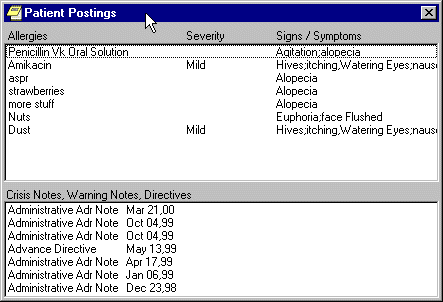 Patient Postings
Allergies Severity Signs / Symptoms
Penicillin Vk Oral Solution Agitation;alopecia
Amikacin Mild Hives;itching,Watering Eyes;nause
aspr Alopecia
strawberries Alopecia
more stuff Alopecia
Nuts Euphoria;face Flushed
Dust Mild Hives;itching,Watering Eyes;nause
Crisis Notes, Warning Notes, Directives
Administrative Adr Note Mar 21,00
Administrative Adr Note Oct 04,99
Administrative Adr Note Oct 04,99
Advance Directive May 13,99
Administrative Adr Note Apr 17,99
Administrative Adr Note Jan 06,99
Administrative Adr Note Dec 23,98